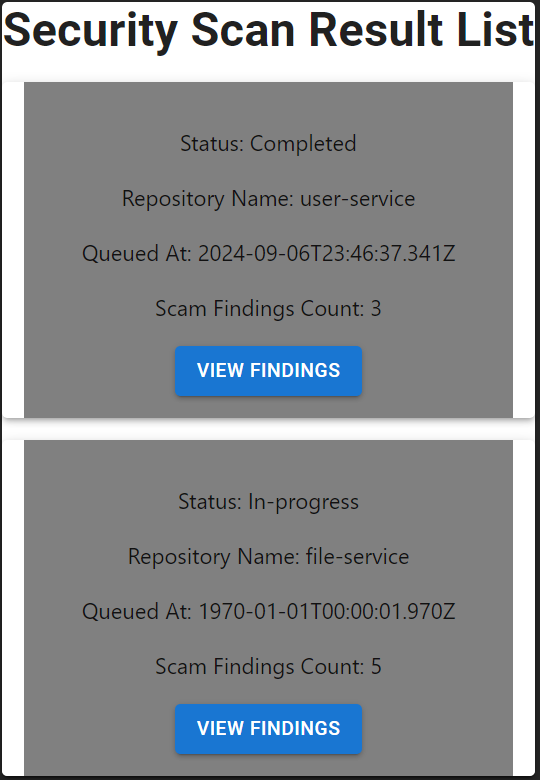 Security Scan Result List
Status: Completed
Repository Name: user-service
Queued At: 2024-09-06T23:46:37.341Z
Scam Findings Count: 3
VIEW FINDINGS
Status: In-progress
Repository Name: file-service
Queued At: 1970-01-01T00:00:01.970Z
Scam Findings Count: 5
VIEW FINDINGS